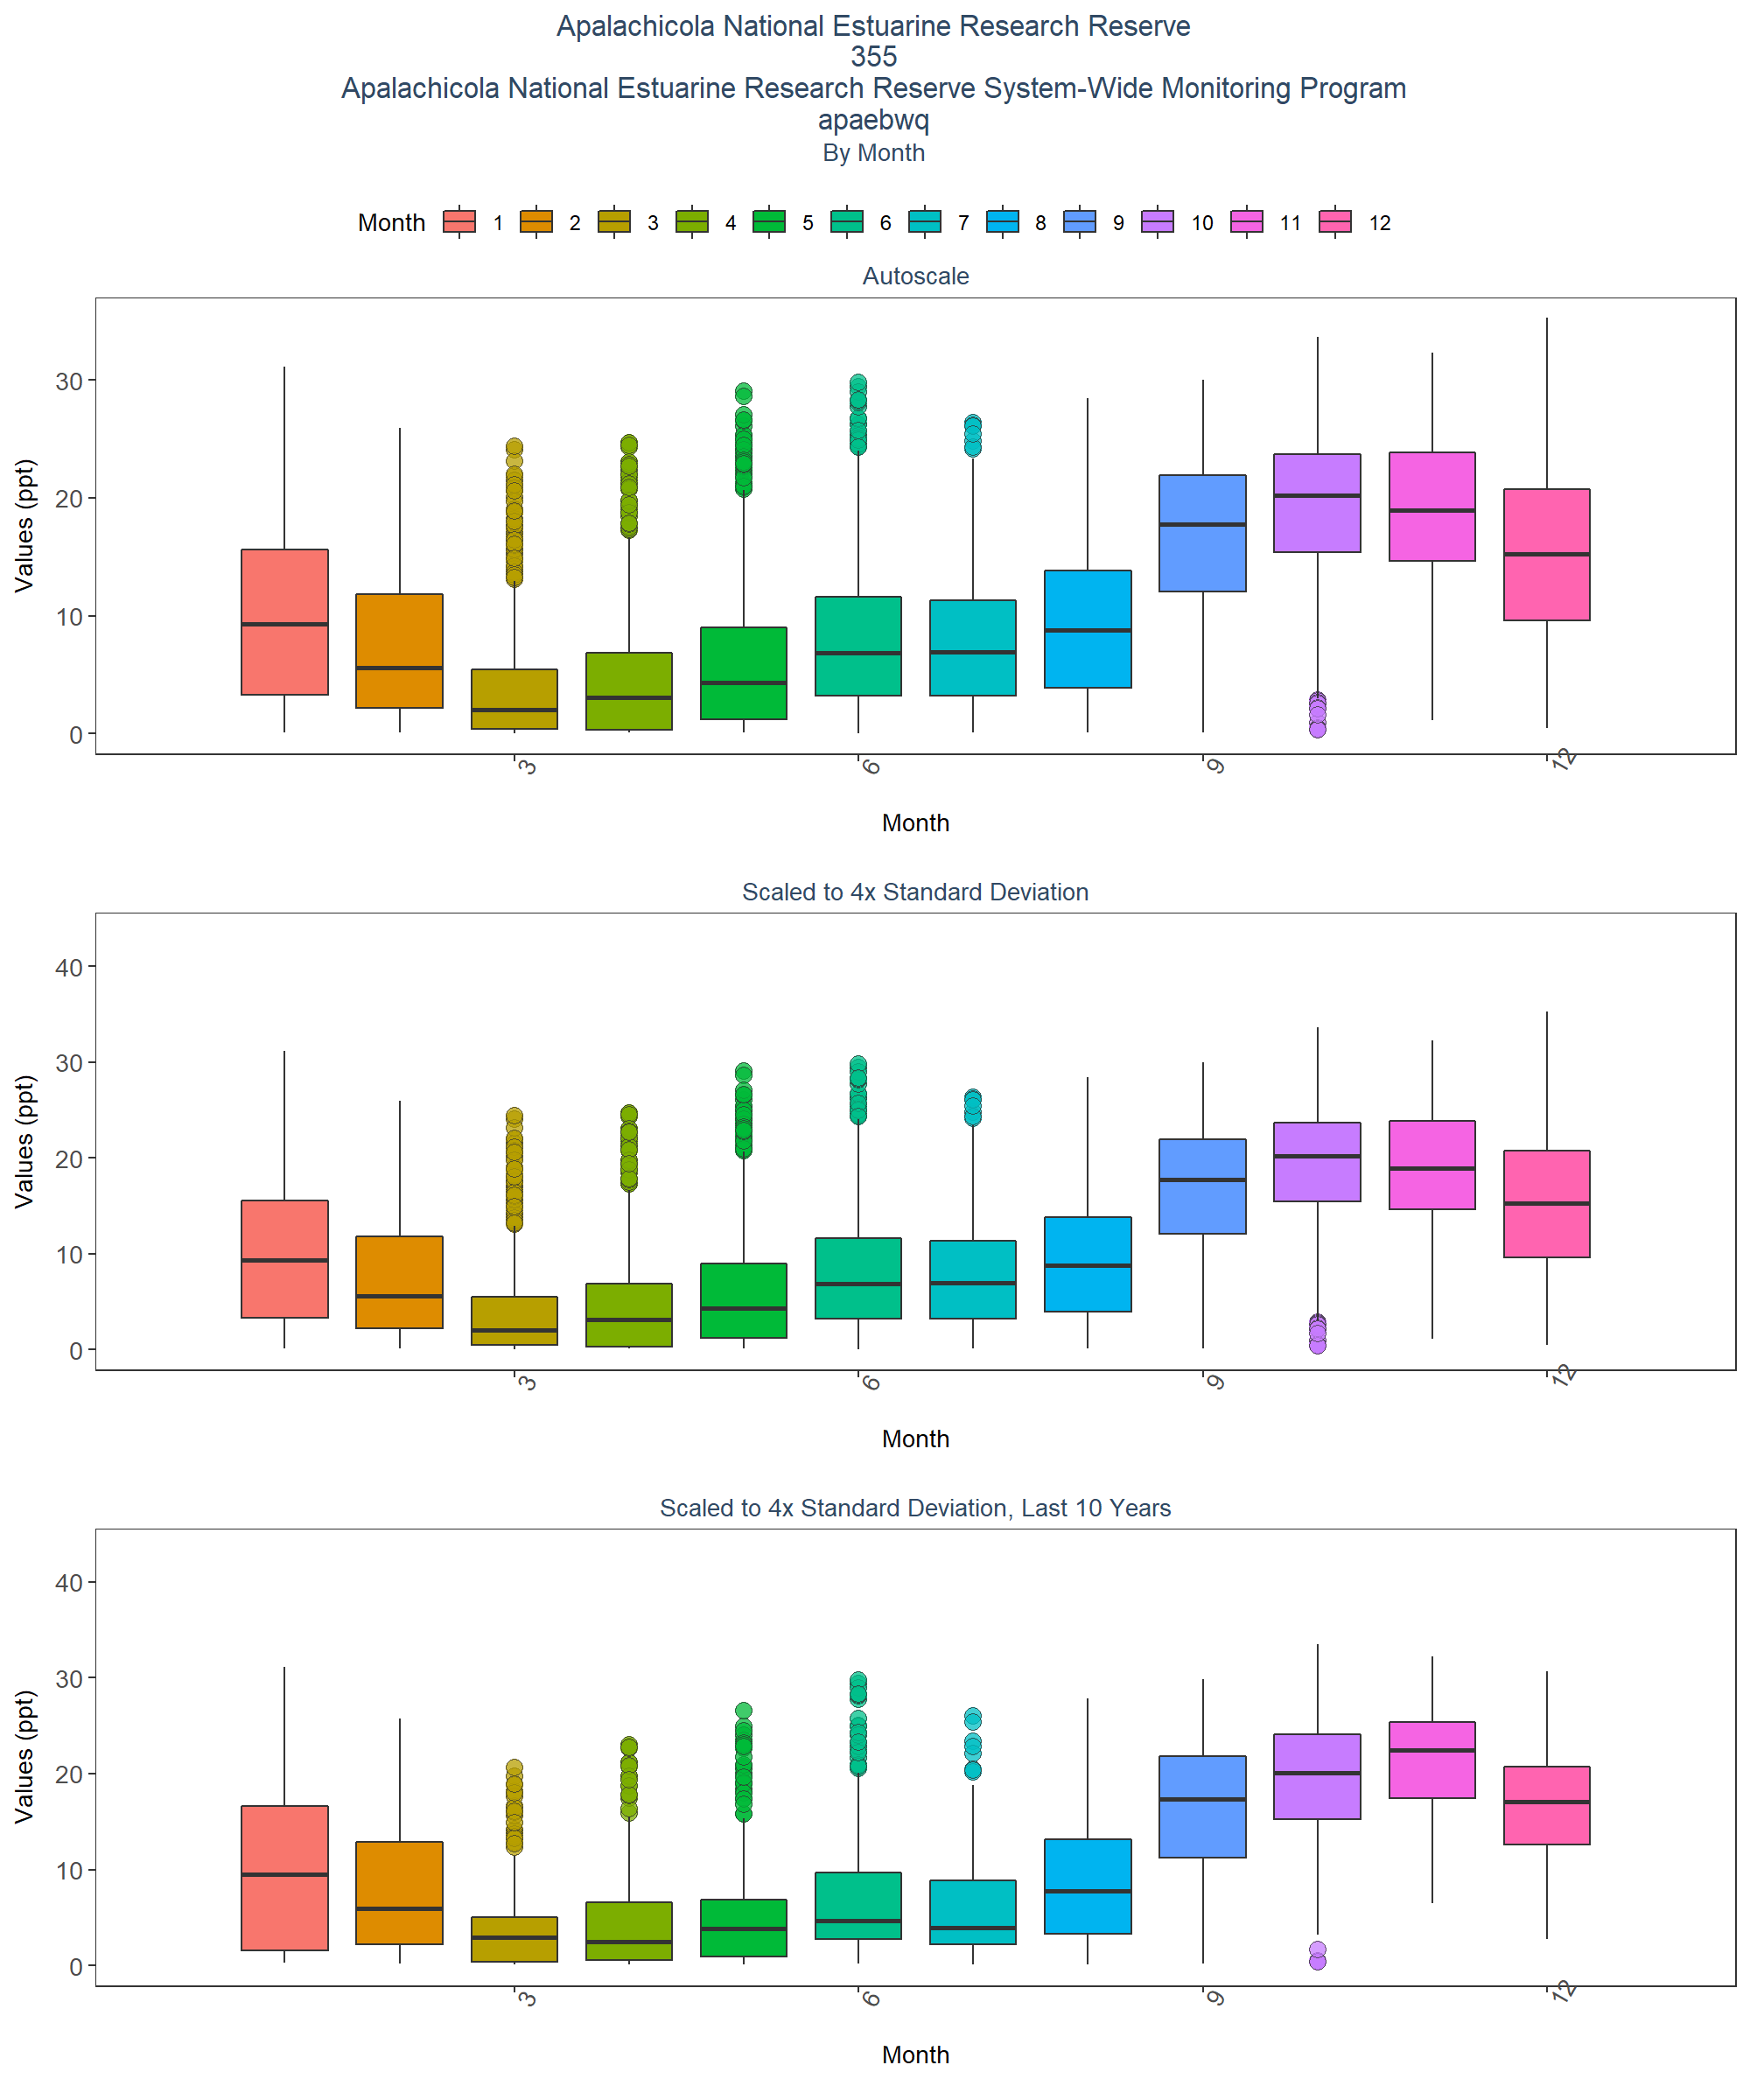 Apalachicola National Estuarine Research Reserve
355
Apalachicola National Estuarine Research Reserve System-Wide Monitoring Program
apaebwq
By Month
Month 1 2 3 4 5 6 7 8 9 10 11 12
Autoscale
Values (ppt)
30
20
10
0
3 6 9 12
Month
Scaled to 4x Standard Deviation
Values (ppt)
40
30
20
10
0
3 6 9 12
Month
Scaled to 4x Standard Deviation, Last 10 Years
Values (ppt)
40
30
20
10
0
3 6 9 12
Month